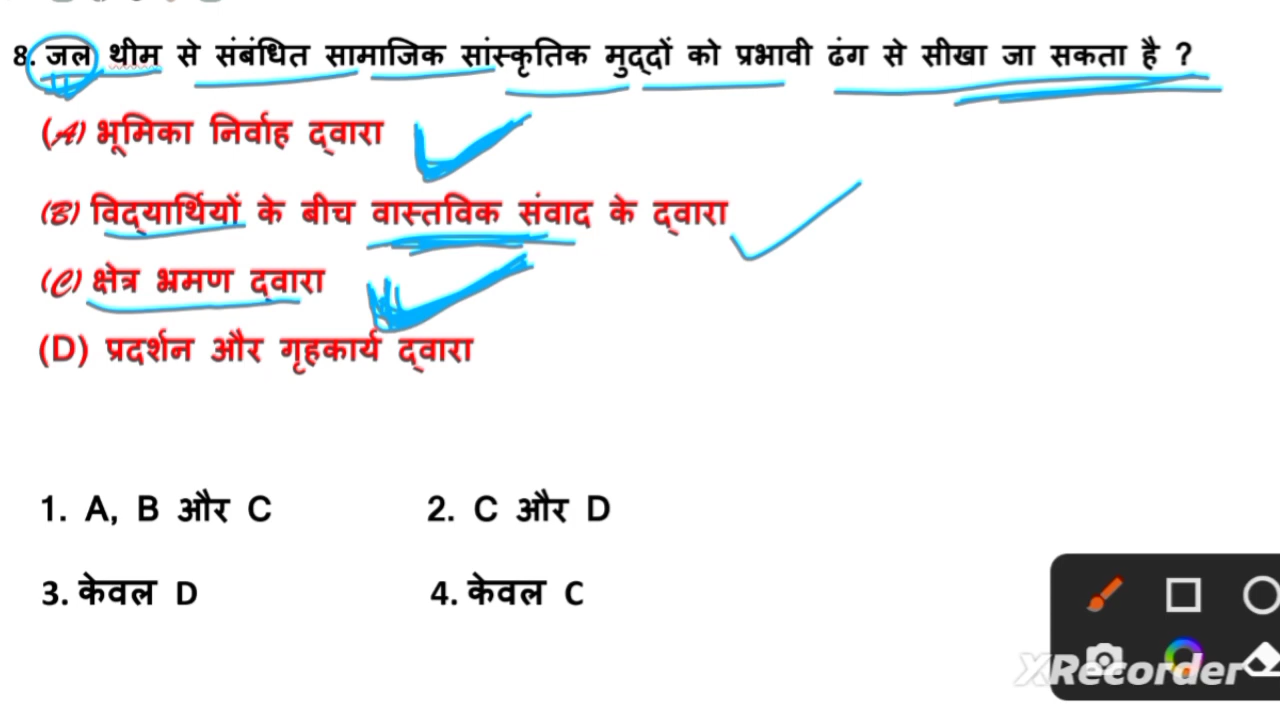 8. जल थीम से संबंधित सामाजिक सांस्कृतिक मुद्दों को प्रभावी ढंग से सीखा जा सकता है ?
(A) भूमिका निर्वाह द्वारा
(B) विद्यार्थियों के बीच वास्तविक संवाद के द्वारा
(C) क्षेत्र भ्रमण द्वारा
(D) प्रदर्शन और गृहकार्य द्वारा
1. A, B और C 2. C और D
3. केवल D 4. केवल C
XRecorder